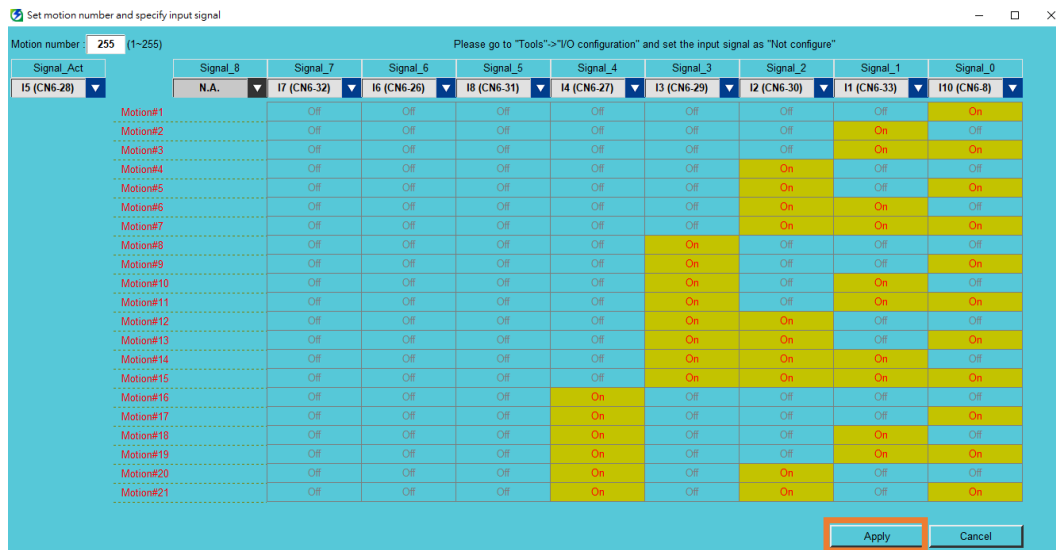 Set motion number and specify input signal
Motion number : 255 (1~255) Please go to "Tools"->"I/O configuration" and set the input signal as "Not configure"
Signal_Act Signal_8 Signal_7 Signal_6 Signal_5 Signal_4 Signal_3 Signal_2 Signal_1 Signal_0
I5 (CN6-28) N.A. I7 (CN6-32) I6 (CN6-26) I8 (CN6-31) I4 (CN6-27) I3 (CN6-29) I2 (CN6-30) I1 (CN6-33) I10 (CN6-8)
Motion#1 Off Off Off Off Off Off Off On
Motion#2 Off Off Off Off Off Off On Off
Motion#3 Off Off Off Off Off Off On On
Motion#4 Off Off Off Off Off On Off Off
Motion#5 Off Off Off Off Off On Off On
Motion#6 Off Off Off Off Off On On Off
Motion#7 Off Off Off Off Off On On On
Motion#8 Off Off Off Off On Off Off Off
Motion#9 Off Off Off Off On Off Off On
Motion#10 Off Off Off Off On Off On Off
Motion#11 Off Off Off Off On Off On On
Motion#12 Off Off Off Off On On Off Off
Motion#13 Off Off Off Off On On Off On
Motion#14 Off Off Off Off On On On Off
Motion#15 Off Off Off Off On On On On
Motion#16 Off Off Off On Off Off Off Off
Motion#17 Off Off Off On Off Off Off On
Motion#18 Off Off Off On Off Off On Off
Motion#19 Off Off Off On Off Off On On
Motion#20 Off Off Off On Off On Off Off
Motion#21 Off Off Off On Off On Off On
Apply Cancel